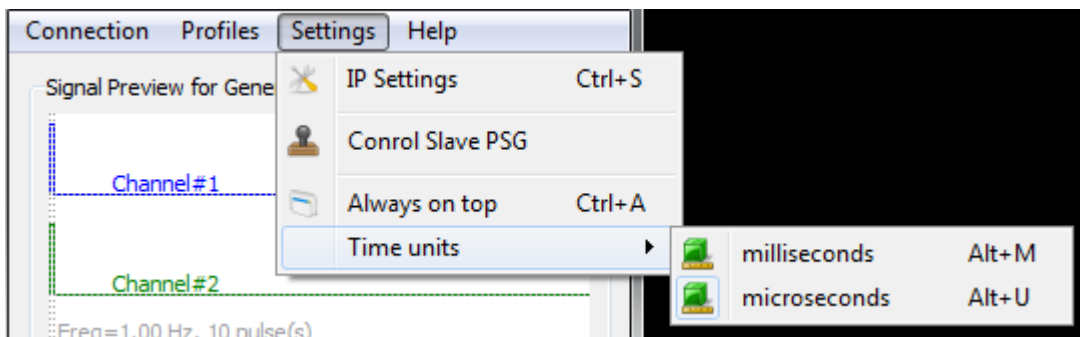 Connection Profiles Settings Help
Signal Preview for Gene
IP Settings Ctrl+S
Conrol Slave PSG
Channel#1
Always on top Ctrl+A
Time units
milliseconds Alt+M
Channel#2
microseconds Alt+U
Freq=1.00 Hz, 10 pulse(s)